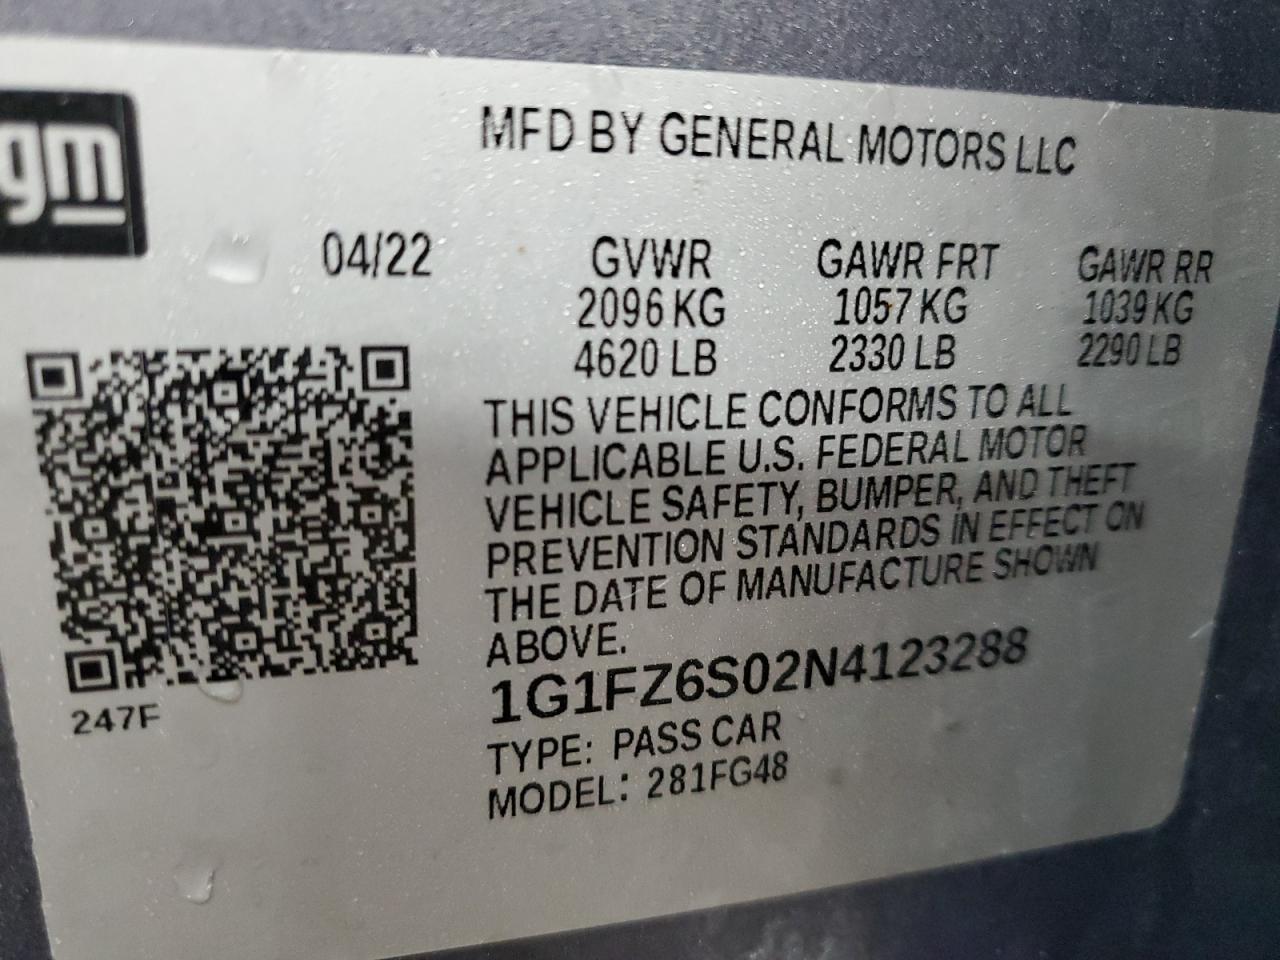 gm
MFD BY GENERAL MOTORS LLC
04/22
GVWR GAWR FRT GAWR RR
2096 KG 1057 KG 1039 KG
4620 LB 2330 LB 2290 LB
THIS VEHICLE CONFORMS TO ALL
APPLICABLE U.S. FEDERAL MOTOR
VEHICLE SAFETY, BUMPER, AND THEFT
PREVENTION STANDARDS IN EFFECT ON
THE DATE OF MANUFACTURE SHOWN
ABOVE.
1G1FZ6S02N4123288
247F
TYPE: PASS CAR
MODEL: 281FG48